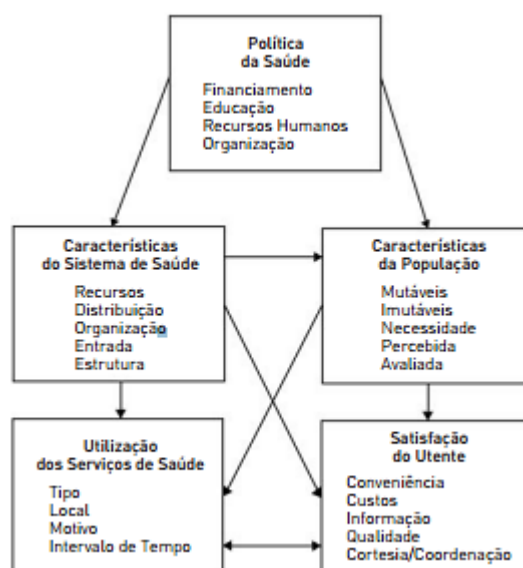 Política
da Saúde
Financiamento
Educação
Recursos Humanos
Organização
Características
do Sistema de Saúde
Recursos
Distribuição
Organização
Entrada
Estrutura
Características
da População
Mutáveis
Imutáveis
Necessidade
Percebida
Avaliada
Utilização
dos Serviços de Saúde
Tipo
Local
Motivo
Intervalo de Tempo
Satisfação
do Utente
Conveniência
Custos
Informação
Qualidade
Cortesia/Coordenação